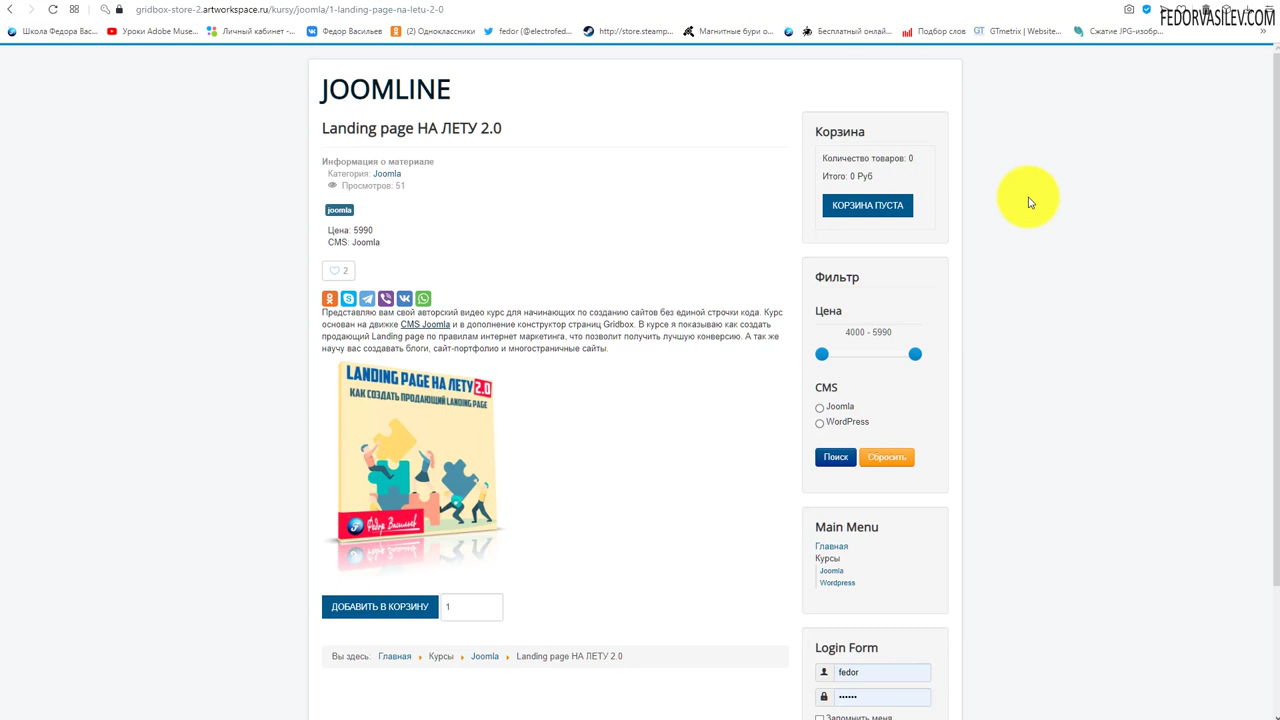 gridbox-store-2.artworkspace.ru/kursy/joomla/1-landing-page-na-letu-2-0
FEDORVASILEV.COM
Школа Федора Вас...
Уроки Adobe Muse...
Личный кабинет -...
Федор Васильев
(2) Одноклассники
fedor (@electrofed...
http://store.steamp...
Магнитные бури о...
Бесплатный онлай...
Подбор слов
GTmetrix | Website...
Сжатие JPG-изобр...
JOOMLINE
Landing page НА ЛЕТУ 2.0
Информация о материале
Категория: Joomla
Просмотров: 51
joomla
Цена: 5990
CMS: Joomla
2
Представляю вам свой авторский видео курс для начинающих по созданию сайтов без единой строчки кода. Курс
основан на движке CMS Joomla и в дополнение конструктор страниц Gridbox. В курсе я показываю как создать
продающий Landing page по правилам интернет маркетинга, что позволит получить лучшую конверсию. А так же
научу вас создавать блоги, сайт-портфолио и многостраничные сайты.
LANDING PAGE НА ЛЕТУ 2.0
КАК СОЗДАТЬ ПРОДАЮЩИЙ LANDING PAGE
Федор Васильев
ДОБАВИТЬ В КОРЗИНУ
1
Вы здесь: Главная Курсы Joomla Landing page НА ЛЕТУ 2.0
Корзина
Количество товаров: 0
Итого: 0 Руб
КОРЗИНА ПУСТА
Фильтр
Цена
4000 - 5990
CMS
Joomla
WordPress
Поиск
Сбросить
Main Menu
Главная
Курсы
Joomla
Wordpress
Login Form
fedor
••••••
Запомнить меня